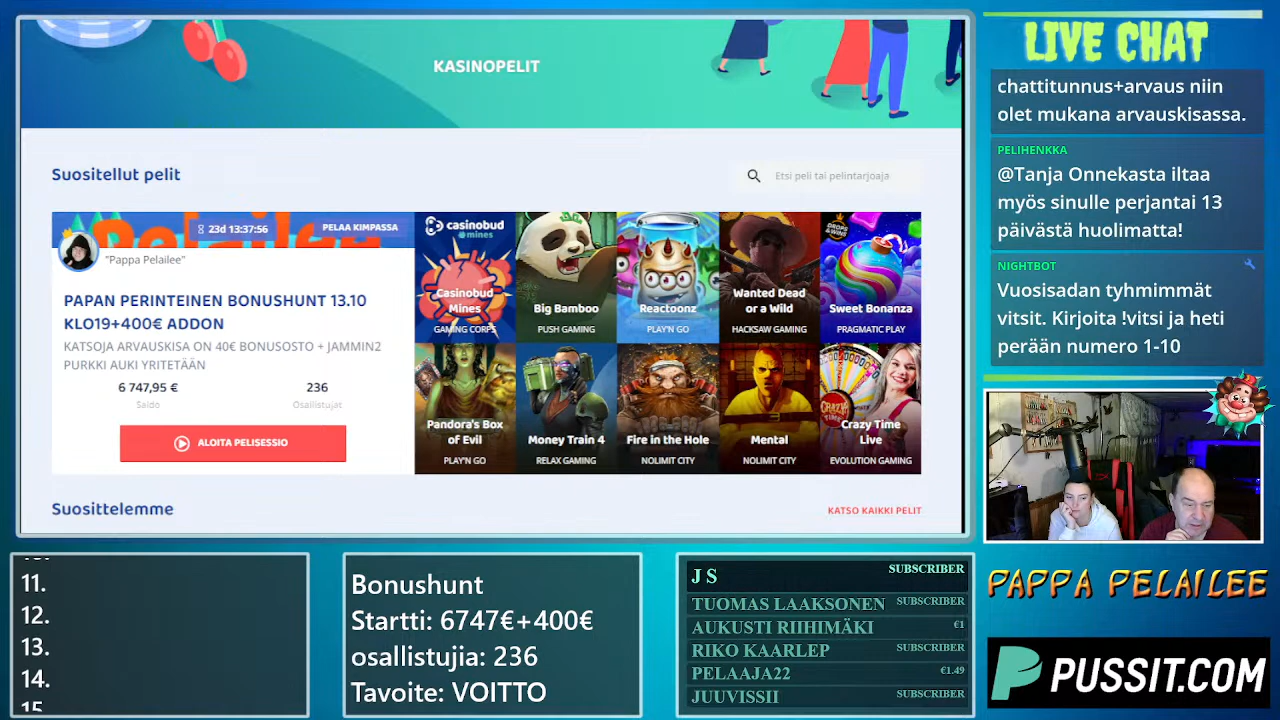 KASINOPELIT
Suositellut pelit
Etsi peli tai pelintarjoaja
23d 13:37:56
PELAA KIMPASSA
"Pappa Pelailee"
PAPAN PERINTEINEN BONUSHUNT 13.10
KLO19+400€ ADDON
KATSOJA ARVAUSKISA ON 40€ BONUSOSTO + JAMMIN2
PURKKI AUKI YRITETÄÄN
6 747,95 €
236
Saldo
Osallistujat
ALOITA PELISESSIO
casinobud
mines
Casinobud
Mines
GAMING CORPS
Big Bamboo
PUSH GAMING
Reactoonz
PLAY'N GO
Wanted Dead
or a Wild
HACKSAW GAMING
DROPS
& WINS
Sweet Bonanza
PRAGMATIC PLAY
Pandora's Box
of Evil
PLAY'N GO
Money Train 4
RELAX GAMING
Fire in the Hole
NOLIMIT CITY
Mental
NOLIMIT CITY
CRAZY
TIME
Crazy Time
Live
EVOLUTION GAMING
Suosittelemme
KATSO KAIKKI PELIT
LIVE CHAT
chattitunnus+arvaus niin
olet mukana arvauskisassa.
PELIHENKKA
@Tanja Onnekasta iltaa
myös sinulle perjantai 13
päivästä huolimatta!
NIGHTBOT
Vuosisadan tyhmimmät
vitsit. Kirjoita !vitsi ja heti
perään numero 1-10
11.
12.
13.
14.
15
Bonushunt
Startti: 6747€+400€
osallistujia: 236
Tavoite: VOITTO
J S SUBSCRIBER
TUOMAS LAAKSONEN SUBSCRIBER
AUKUSTI RIIHIMÄKI €1
RIKO KAARLEP SUBSCRIBER
PELAAJA22 €1.49
JUUVISSII SUBSCRIBER
PAPPA PELAILEE
PUSSIT.COM